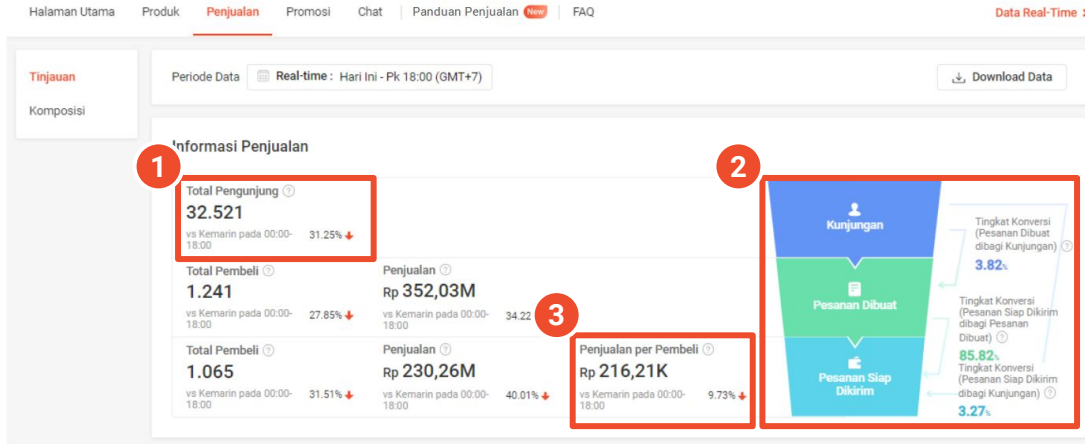 Halaman Utama Produk Penjualan Promosi Chat Panduan Penjualan New FAQ Data Real-Time
Tinjauan
Komposisi
Periode Data Real-time : Hari Ini - Pk 18:00 (GMT+7) Download Data
Informasi Penjualan
1
Total Pengunjung ?
32.521
vs Kemarin pada 00:00-
18:00
31.25%
Total Pembeli ?
1.241
vs Kemarin pada 00:00-
18:00
27.85%
Penjualan ?
Rp 352,03M
vs Kemarin pada 00:00-
18:00
34.22
Total Pembeli ?
1.065
vs Kemarin pada 00:00-
18:00
31.51%
Penjualan ?
Rp 230,26M
vs Kemarin pada 00:00-
18:00
40.01%
3
Penjualan per Pembeli ?
Rp 216,21K
vs Kemarin pada 00:00-
18:00
9.73%
2
Kunjungan
Pesanan Dibuat
Pesanan Siap
Dikirim
Tingkat Konversi
(Pesanan Dibuat
dibagi Kunjungan) ?
3.82%
Tingkat Konversi
(Pesanan Siap Dikirim
dibagi Pesanan
Dibuat) ?
85.82%
Tingkat Konversi
(Pesanan Siap Dikirim
dibagi Kunjungan) ?
3.27%